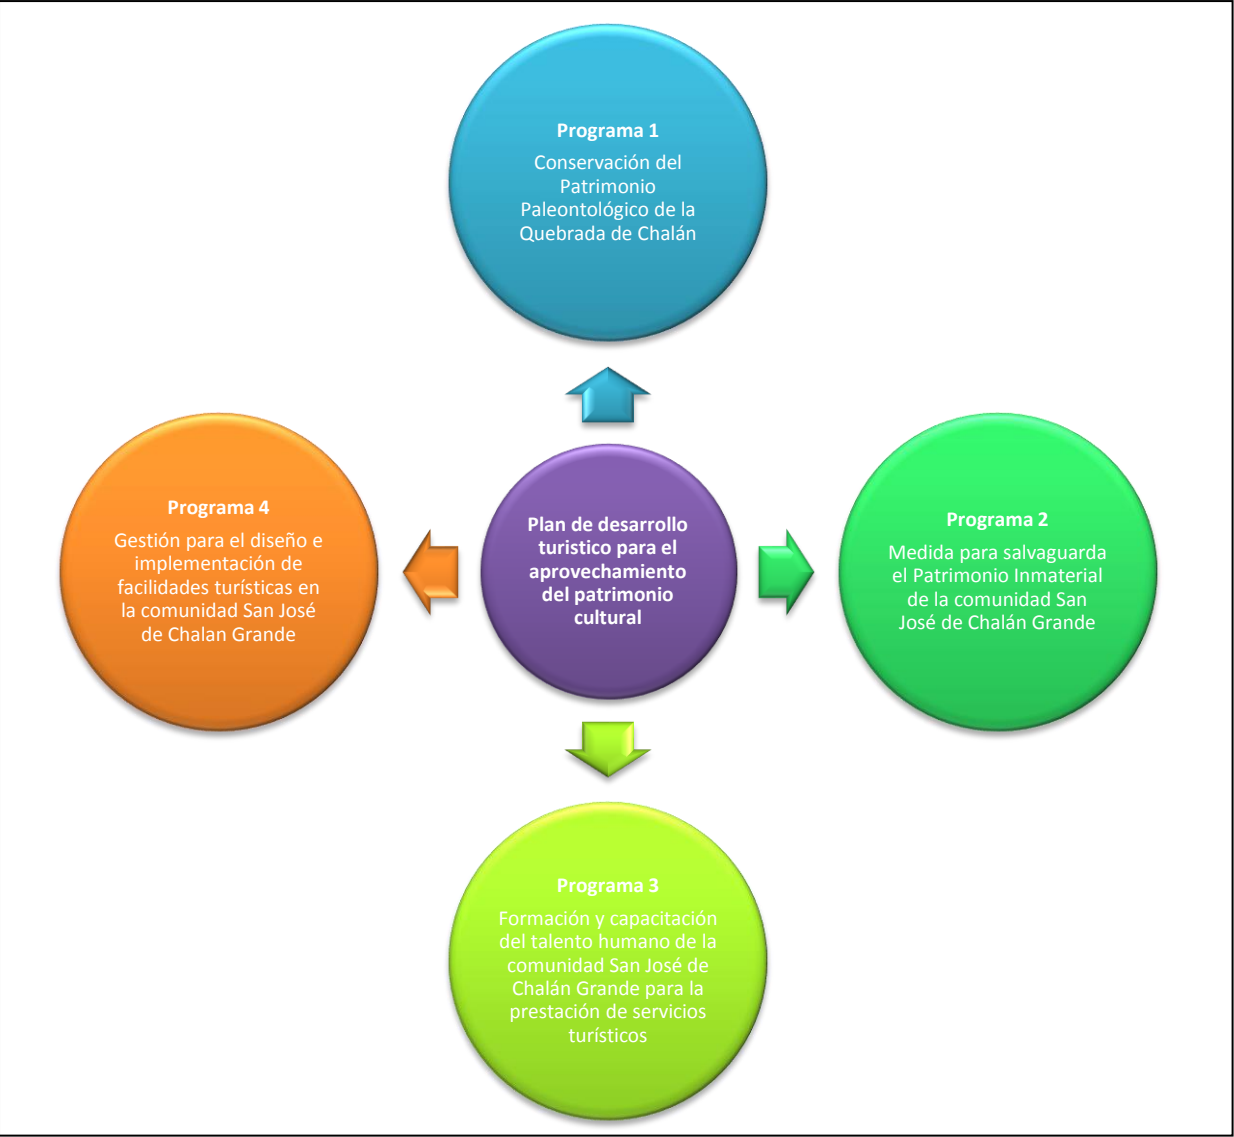 Programa 1
Conservación del
Patrimonio
Paleontológico de la
Quebrada de Chalán
Programa 4
Gestión para el diseño e
implementación de
facilidades turísticas en
la comunidad San José
de Chalan Grande
Plan de desarrollo
turistico para el
aprovechamiento
del patrimonio
cultural
Programa 2
Medida para salvaguarda
el Patrimonio Inmaterial
de la comunidad San
José de Chalán Grande
Programa 3
Formación y capacitación
del talento humano de la
comunidad San José de
Chalán Grande para la
prestación de servicios
turísticos